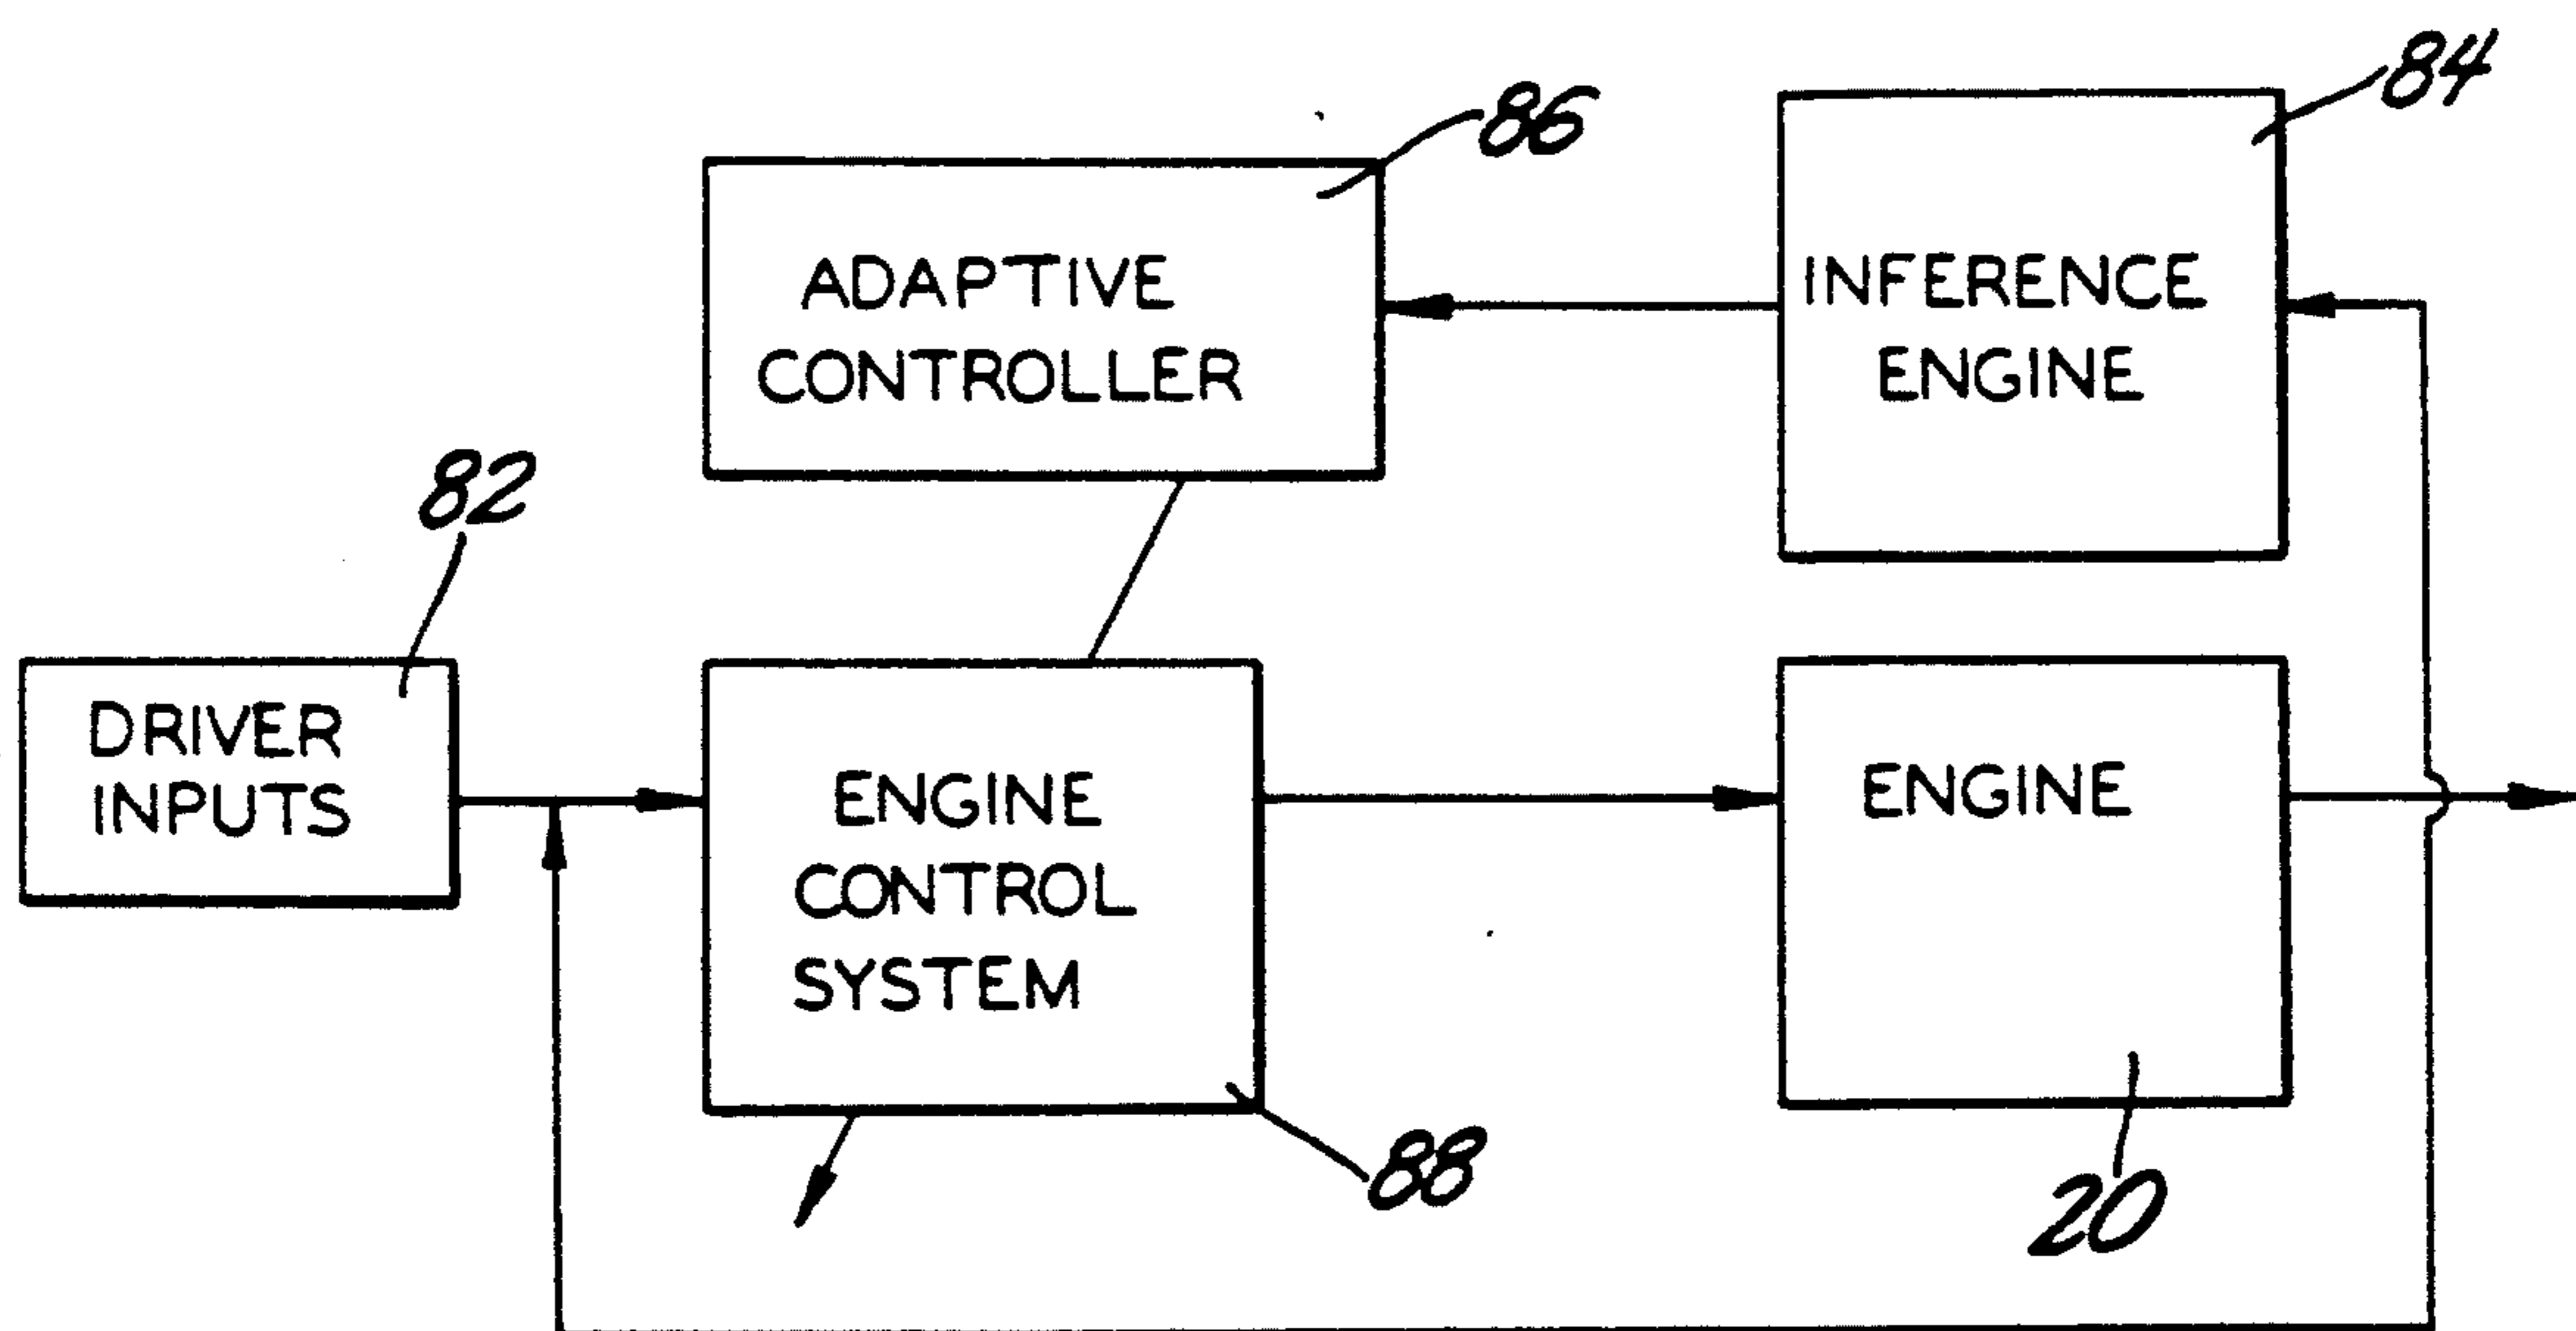 84
86
ADAPTIVE
CONTROLLER
INFERENCE
ENGINE
82
DRIVER
INPUTS
ENGINE
CONTROL
SYSTEM
ENGINE
88
20